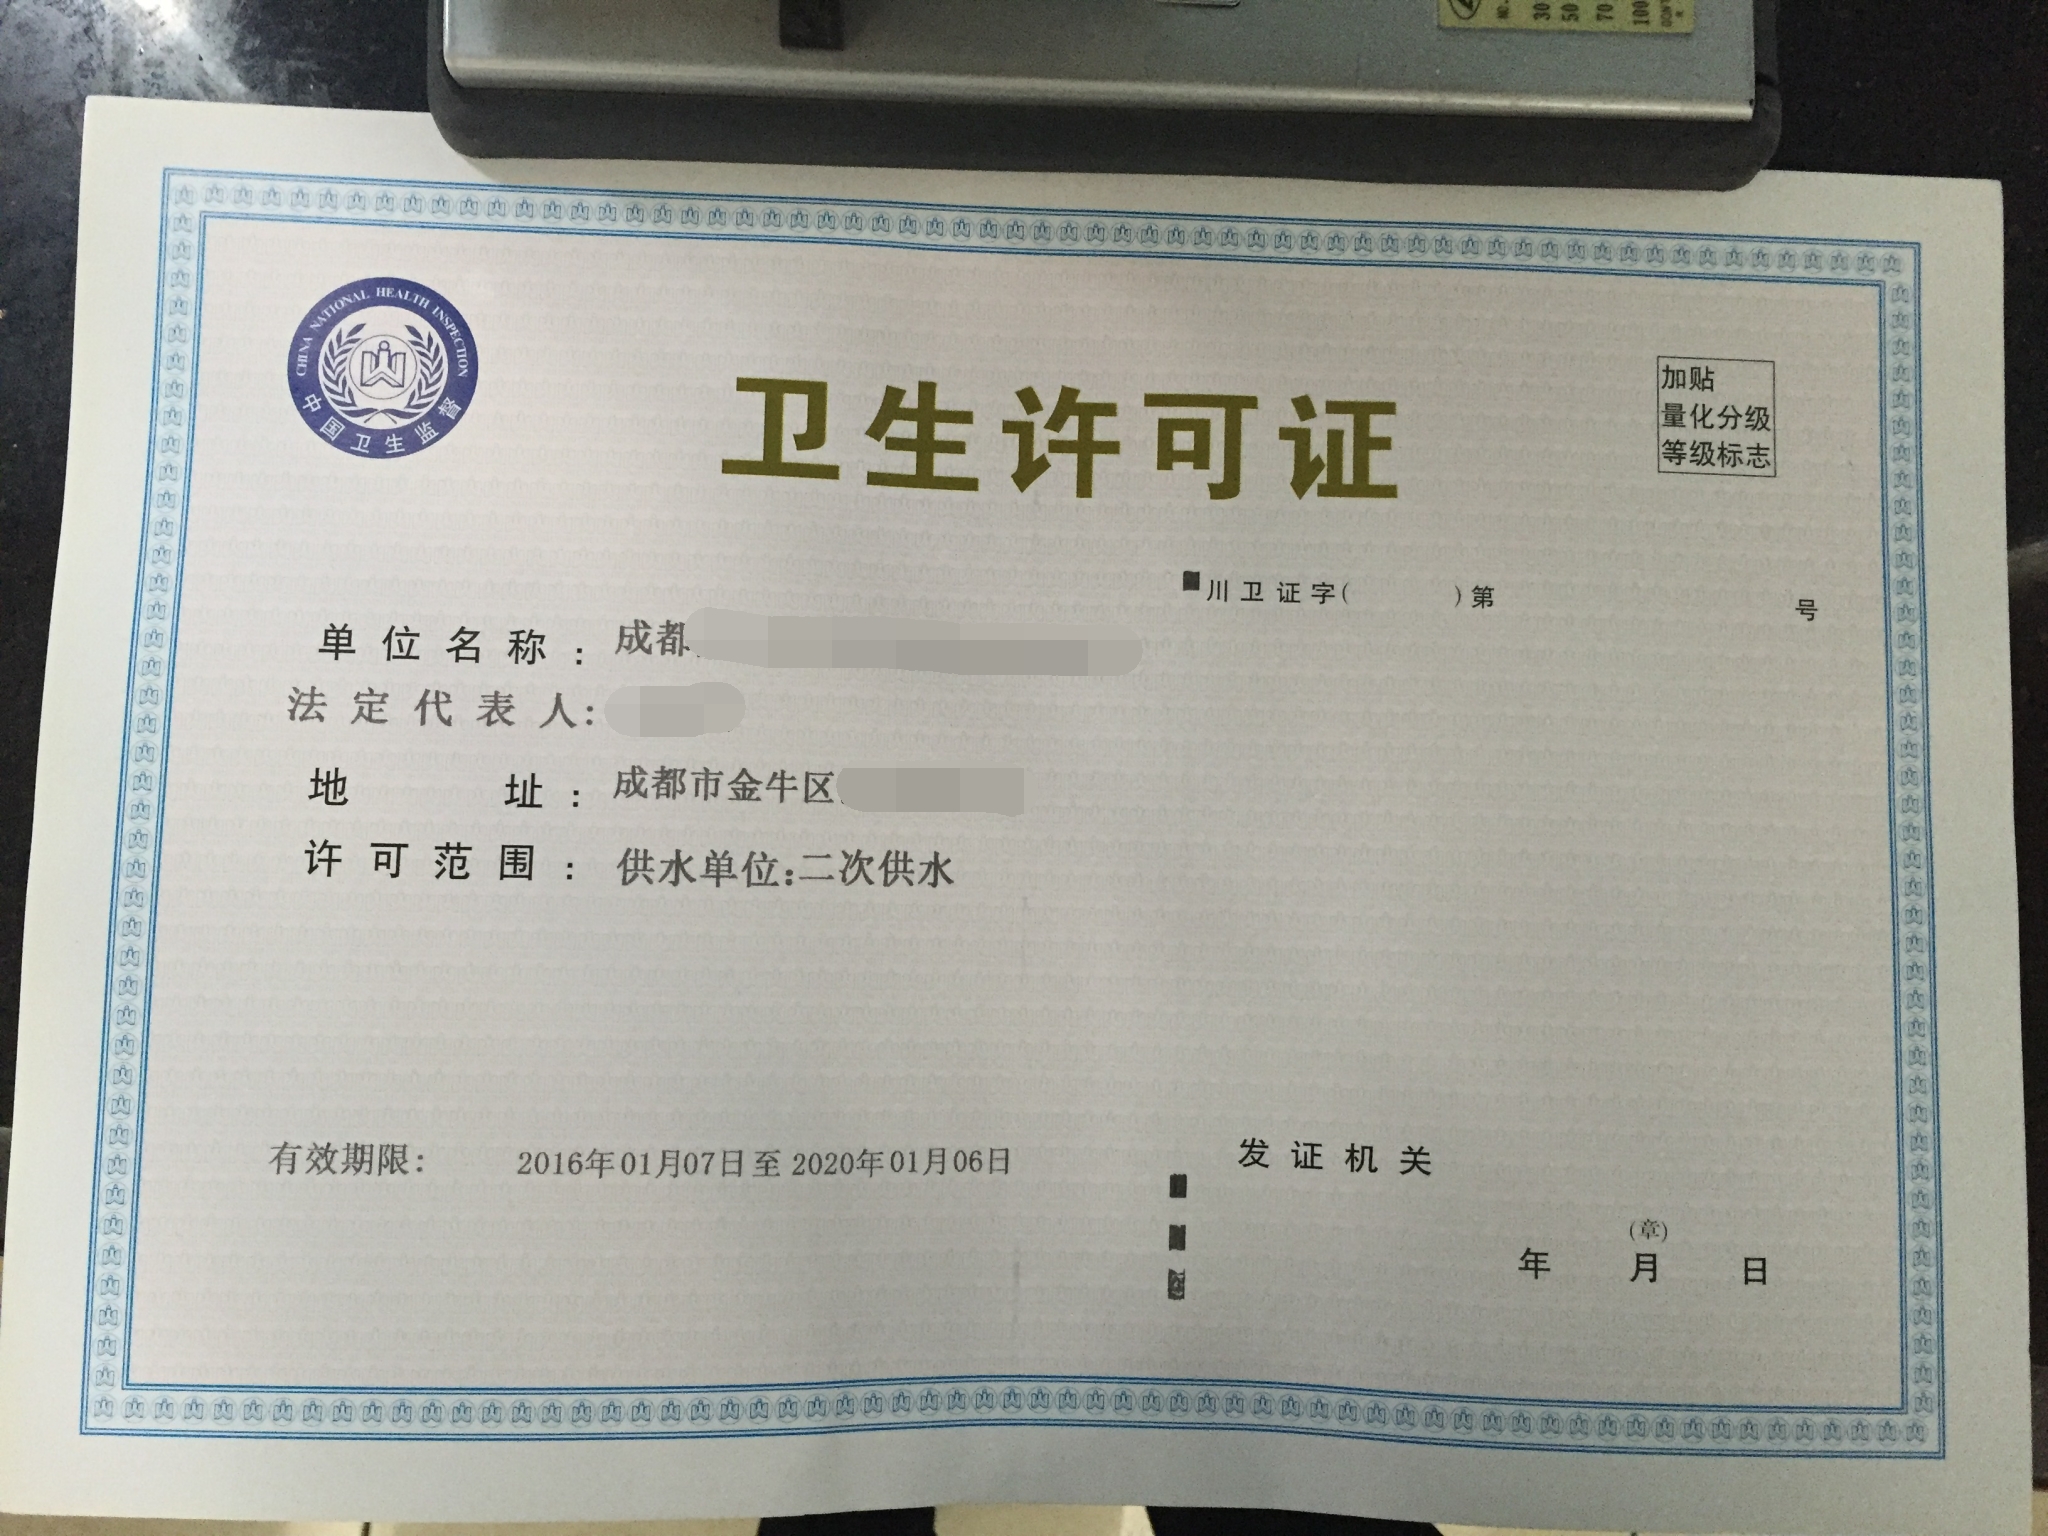 NO.
30
50
70
100
CHINA NATIONAL HEALTH INSPECTION
中国卫生监督
卫生许可证
加贴
量化分级
等级标志
川卫证字( )第 号
单位名称:成都
法定代表人:
地 址:成都市金牛区
许可范围:供水单位:二次供水
有效期限: 2016年01月07日至2020年01月06日
发证机关
(章)
年 月 日